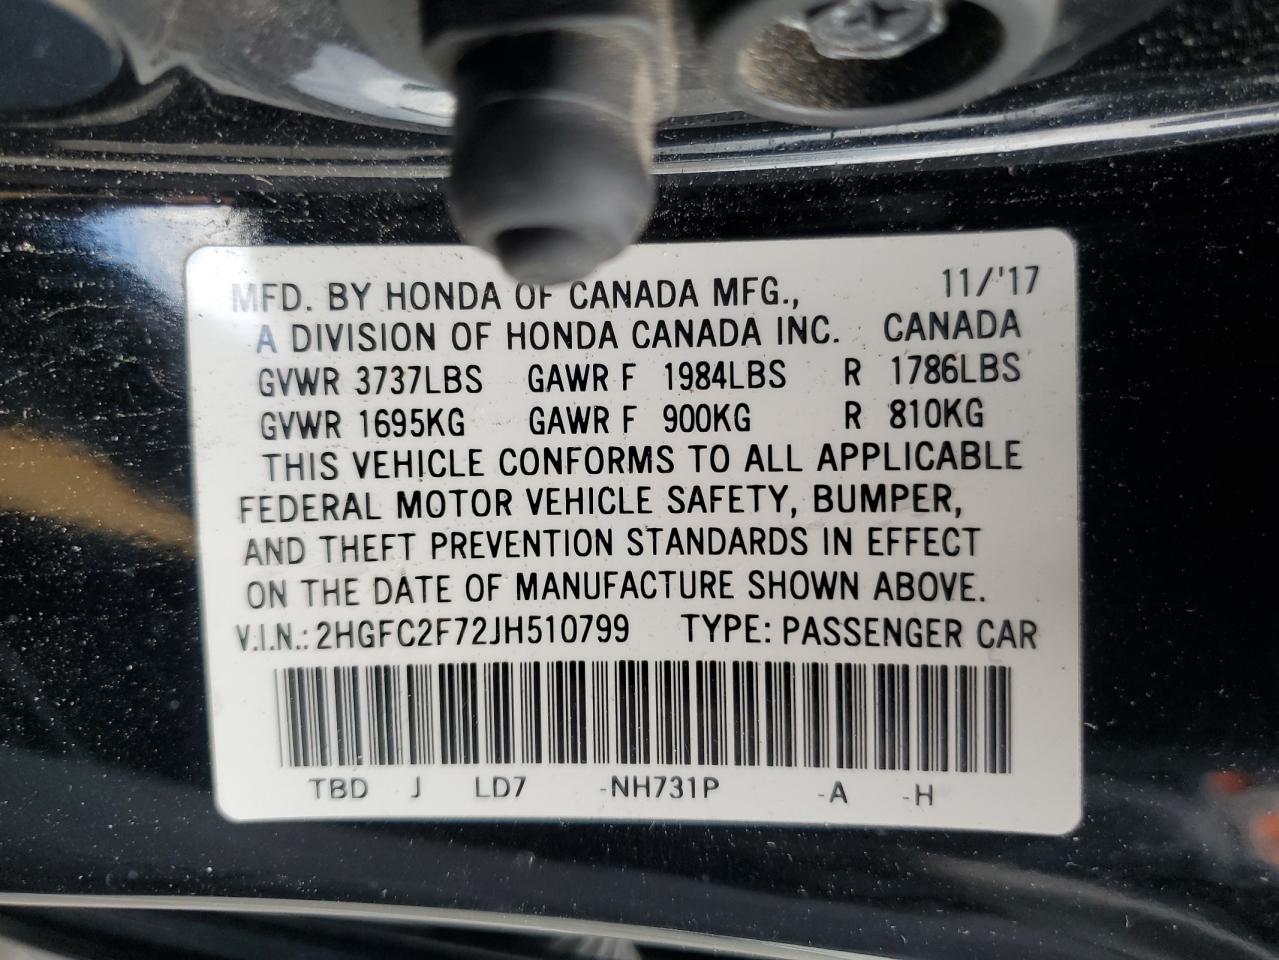 MFD. BY HONDA OF CANADA MFG., 11/'17
A DIVISION OF HONDA CANADA INC. CANADA
GVWR 3737LBS GAWR F 1984LBS R 1786LBS
GVWR 1695KG GAWR F 900KG R 810KG
THIS VEHICLE CONFORMS TO ALL APPLICABLE
FEDERAL MOTOR VEHICLE SAFETY, BUMPER,
AND THEFT PREVENTION STANDARDS IN EFFECT
ON THE DATE OF MANUFACTURE SHOWN ABOVE.
V.I.N.: 2HGFC2F72JH510799 TYPE: PASSENGER CAR
TBD J LD7 -NH731P -A -H